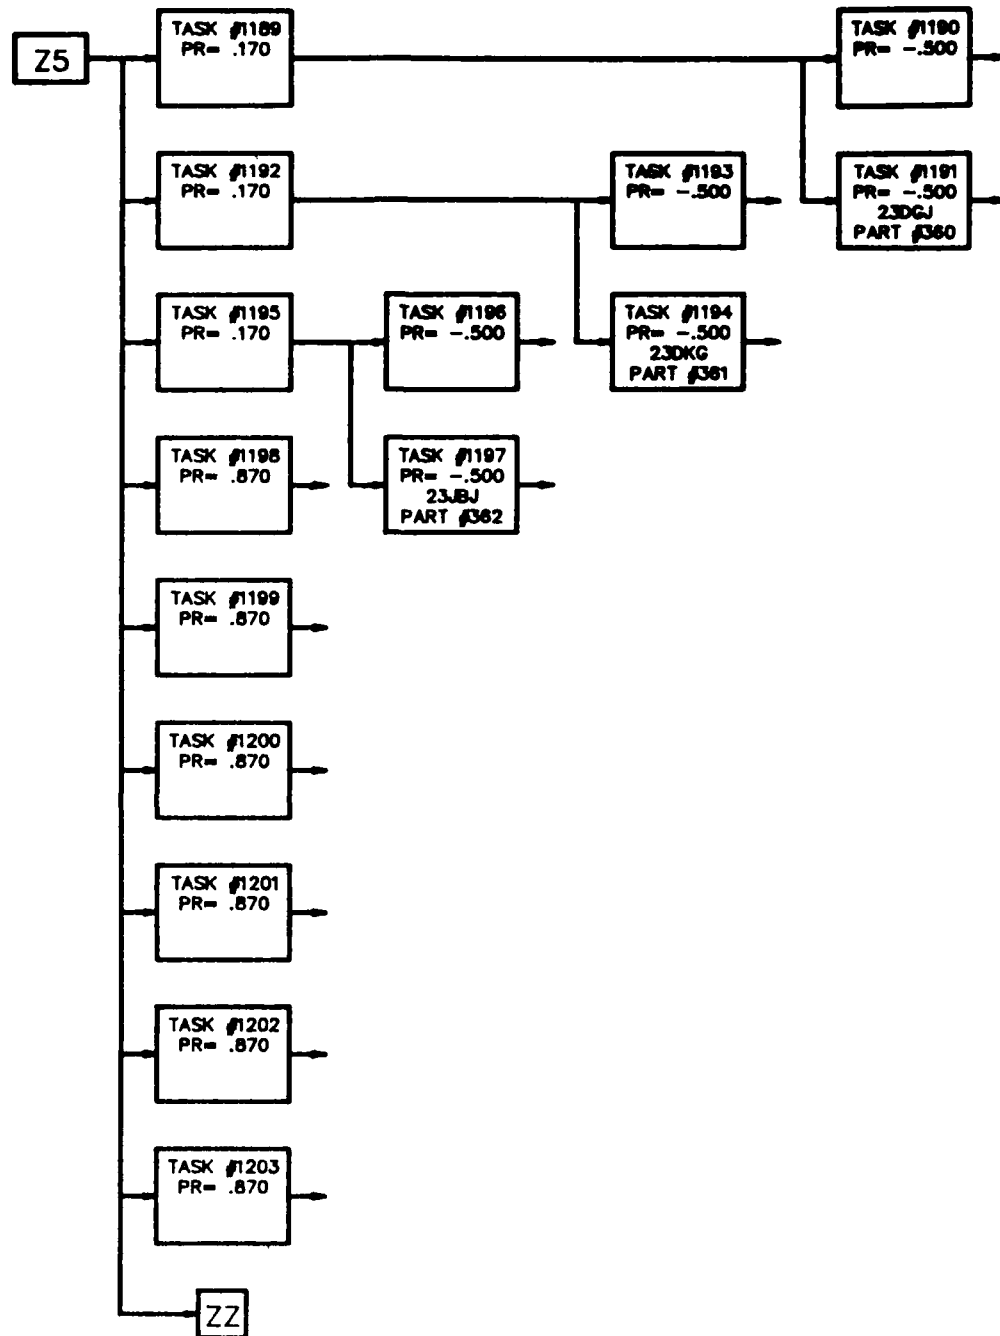 Z5
TASK #1189
PR= .170
TASK #1190
PR= -.500
TASK #1192
PR= .170
TASK #1193
PR= -.500
TASK #1191
PR= -.500
23DGJ
PART #360
TASK #1195
PR= .170
TASK #1196
PR= -.500
TASK #1194
PR= -.500
23DKG
PART #361
TASK #1198
PR= .870
TASK #1197
PR= -.500
23JBJ
PART #362
TASK #1199
PR= .870
TASK #1200
PR= .870
TASK #1201
PR= .870
TASK #1202
PR= .870
TASK #1203
PR= .870
ZZ